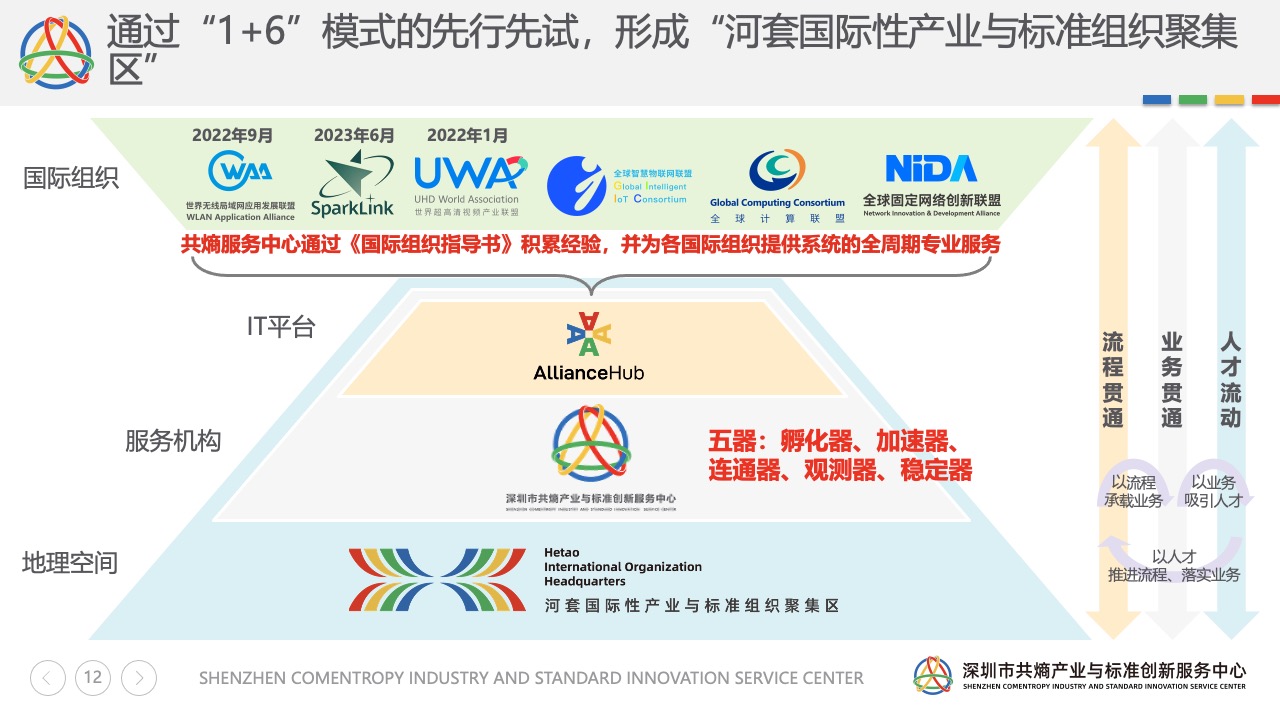 通过“1+6”模式的先行先试，形成“河套国际性产业与标准组织聚集
区”
国际组织
2022年9月
2023年6月
2022年1月
WAA
世界无线局域网应用发展联盟
WLAN Application Alliance
SparkLink
UWA
UHD World Association
世界超高清视频产业联盟
全球智慧物联网联盟
Global Intelligent
IoT Consortium
Global Computing Consortium
全球计算联盟
NiDA
全球固定网络创新联盟
Network Innovation & Development Alliance
共熵服务中心通过《国际组织指导书》积累经验，并为各国际组织提供系统的全周期专业服务
IT平台
AllianceHub
服务机构
深圳市共熵产业与标准创新服务中心
SHENZHEN COMENTROPY INDUSTRY AND STANDARD INNOVATION SERVICE CENTER
五器：孵化器、加速器、
连通器、观测器、稳定器
地理空间
Hetao
International Organization
Headquarters
河套国际性产业与标准组织聚集区
流程贯通
业务贯通
人才流动
以流程
承载业务
以业务
吸引人才
以人才
推进流程、落实业务
12
SHENZHEN COMENTROPY INDUSTRY AND STANDARD INNOVATION SERVICE CENTER
深圳市共熵产业与标准创新服务中心
SHENZHEN COMENTROPY INDUSTRY AND STANDARD INNOVATION SERVICE CENTER